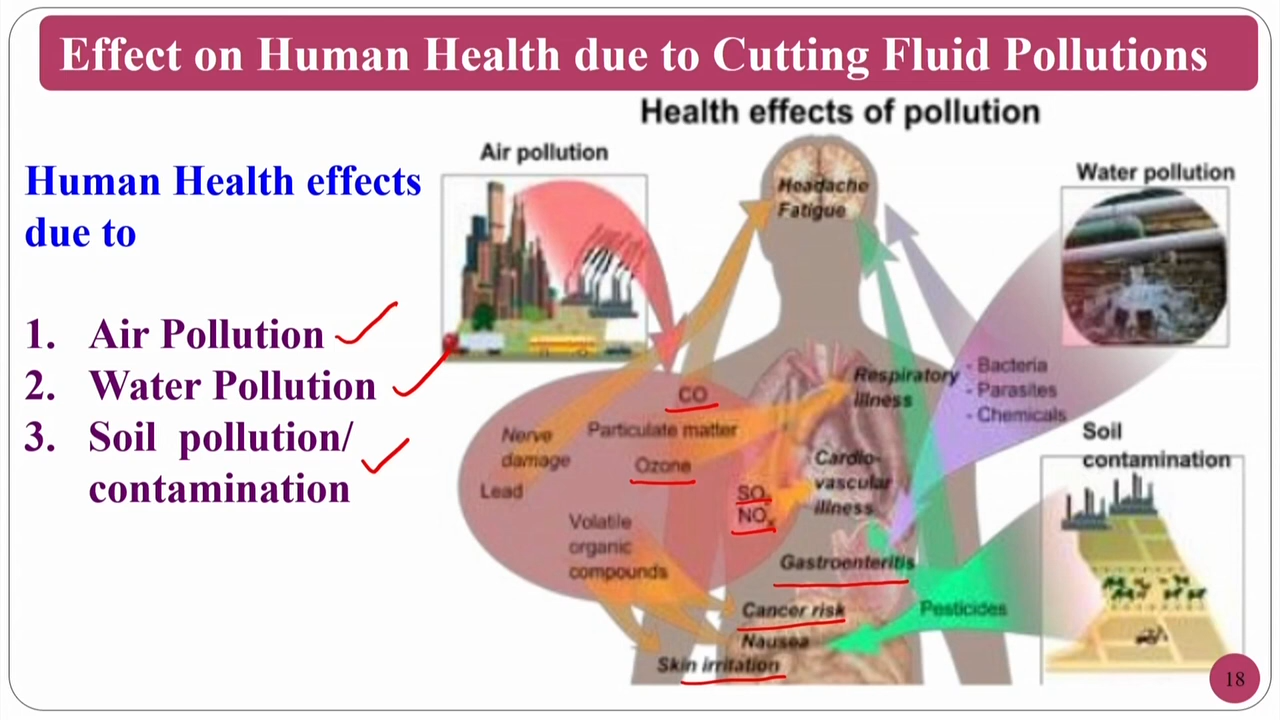 Effect on Human Health due to Cutting Fluid Pollutions
Human Health effects
due to
1. Air Pollution
2. Water Pollution
3. Soil pollution/
contamination
Health effects of pollution
Air pollution
Water pollution
Headache
Fatigue
Respiratory
illness
- Bacteria
- Parasites
- Chemicals
CO
Particulate matter
Nerve
damage
Ozone
Lead
SO
NOx
Cardio-
vascular
illness
Volatile
organic
compounds
Soil
contamination
Gastroenteritis
Cancer risk
Pesticides
Nausea
Skin irritation
18